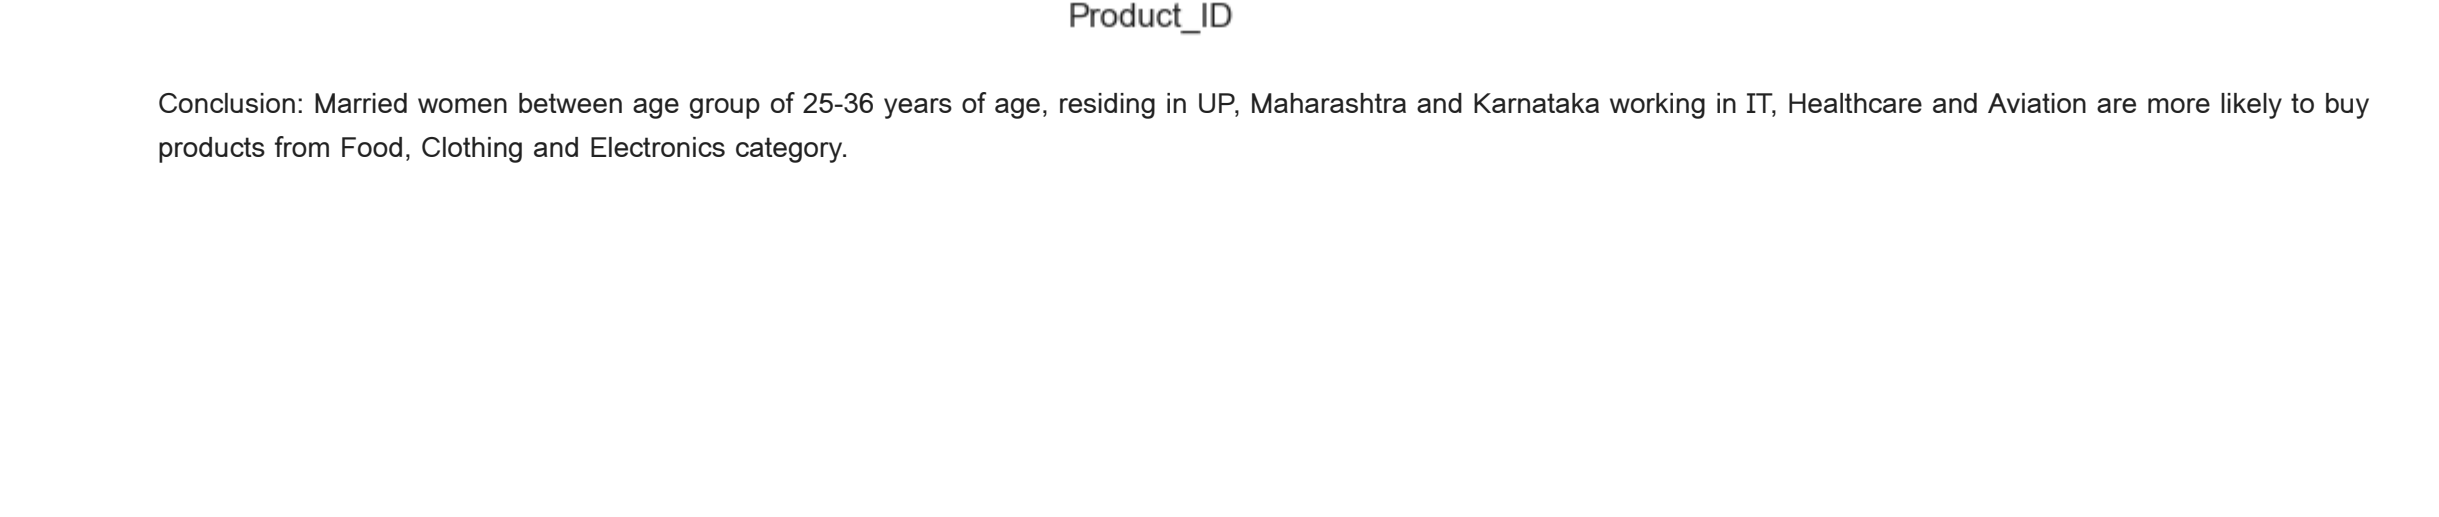 Product_ID
Conclusion: Married women between age group of 25-36 years of age, residing in UP, Maharashtra and Karnataka working in IT, Healthcare and Aviation are more likely to buy
products from Food, Clothing and Electronics category.